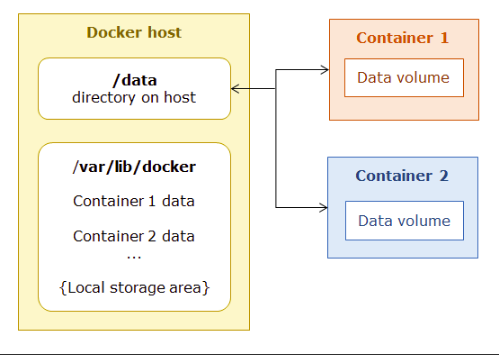 Docker host
/data
directory on host
/var/lib/docker
Container 1 data
Container 2 data
...
{Local storage area}
Container 1
Data volume
Container 2
Data volume